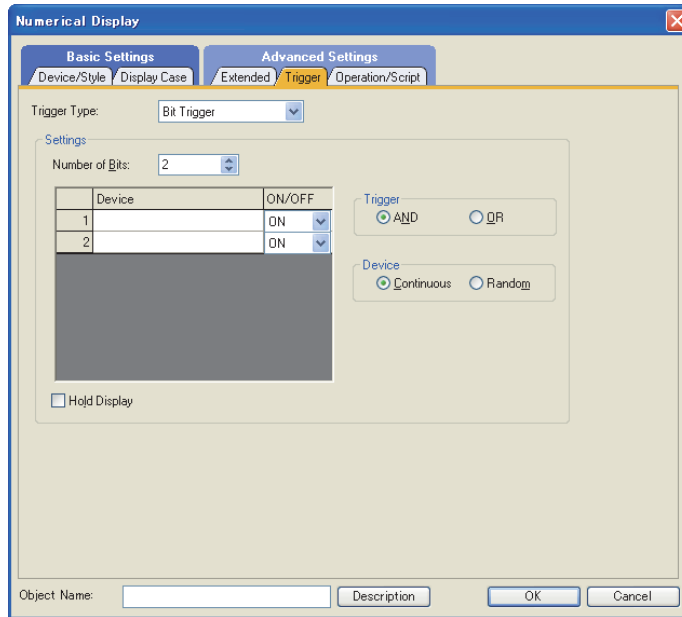 Numerical Display
Basic Settings Advanced Settings
Device/Style Display Case Extended Trigger Operation/Script
Trigger Type: Bit Trigger
Settings
Number of Bits: 2
Device ON/OFF
1 ON
2 ON
Trigger
AND OR
Device
Continuous Random
Hold Display
Object Name: Description OK Cancel